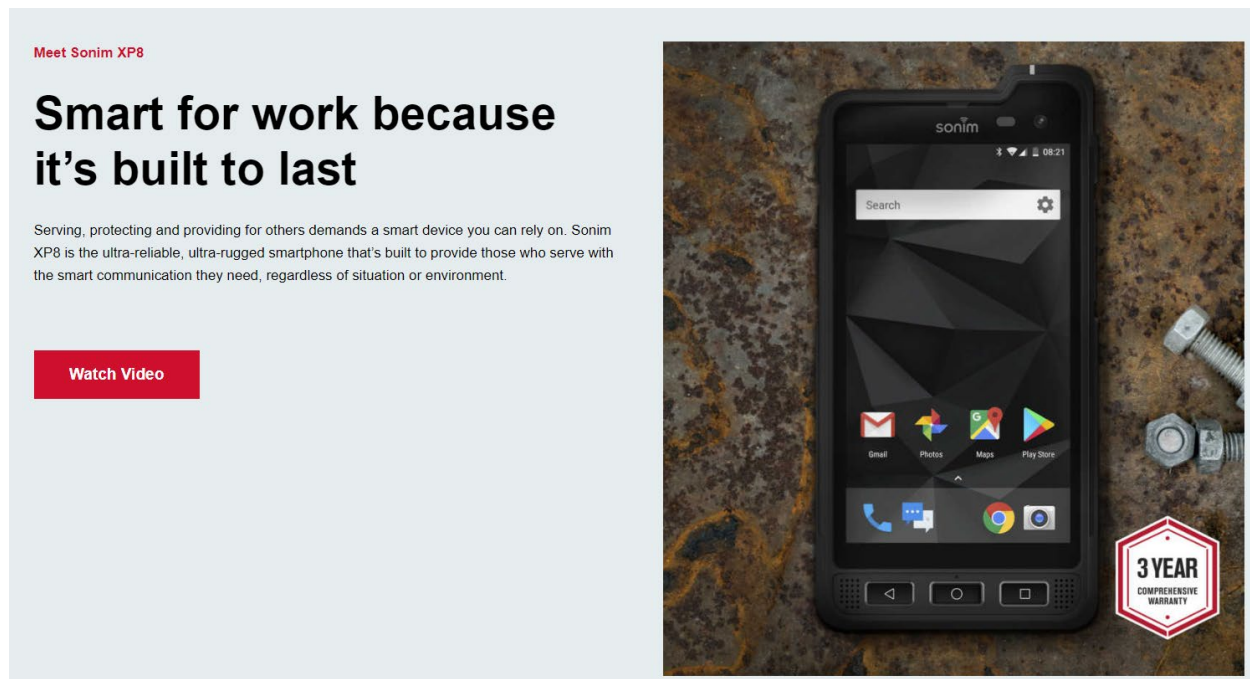 Meet Sonim XP8
Smart for work because
it’s built to last
Serving, protecting and providing for others demands a smart device you can rely on. Sonim
XP8 is the ultra-reliable, ultra-rugged smartphone that’s built to provide those who serve with
the smart communication they need, regardless of situation or environment.
Watch Video
sonim
08:21
Search
G
Gmail
Photos
Maps
Play Store
3 YEAR
COMPREHENSIVE
WARRANTY